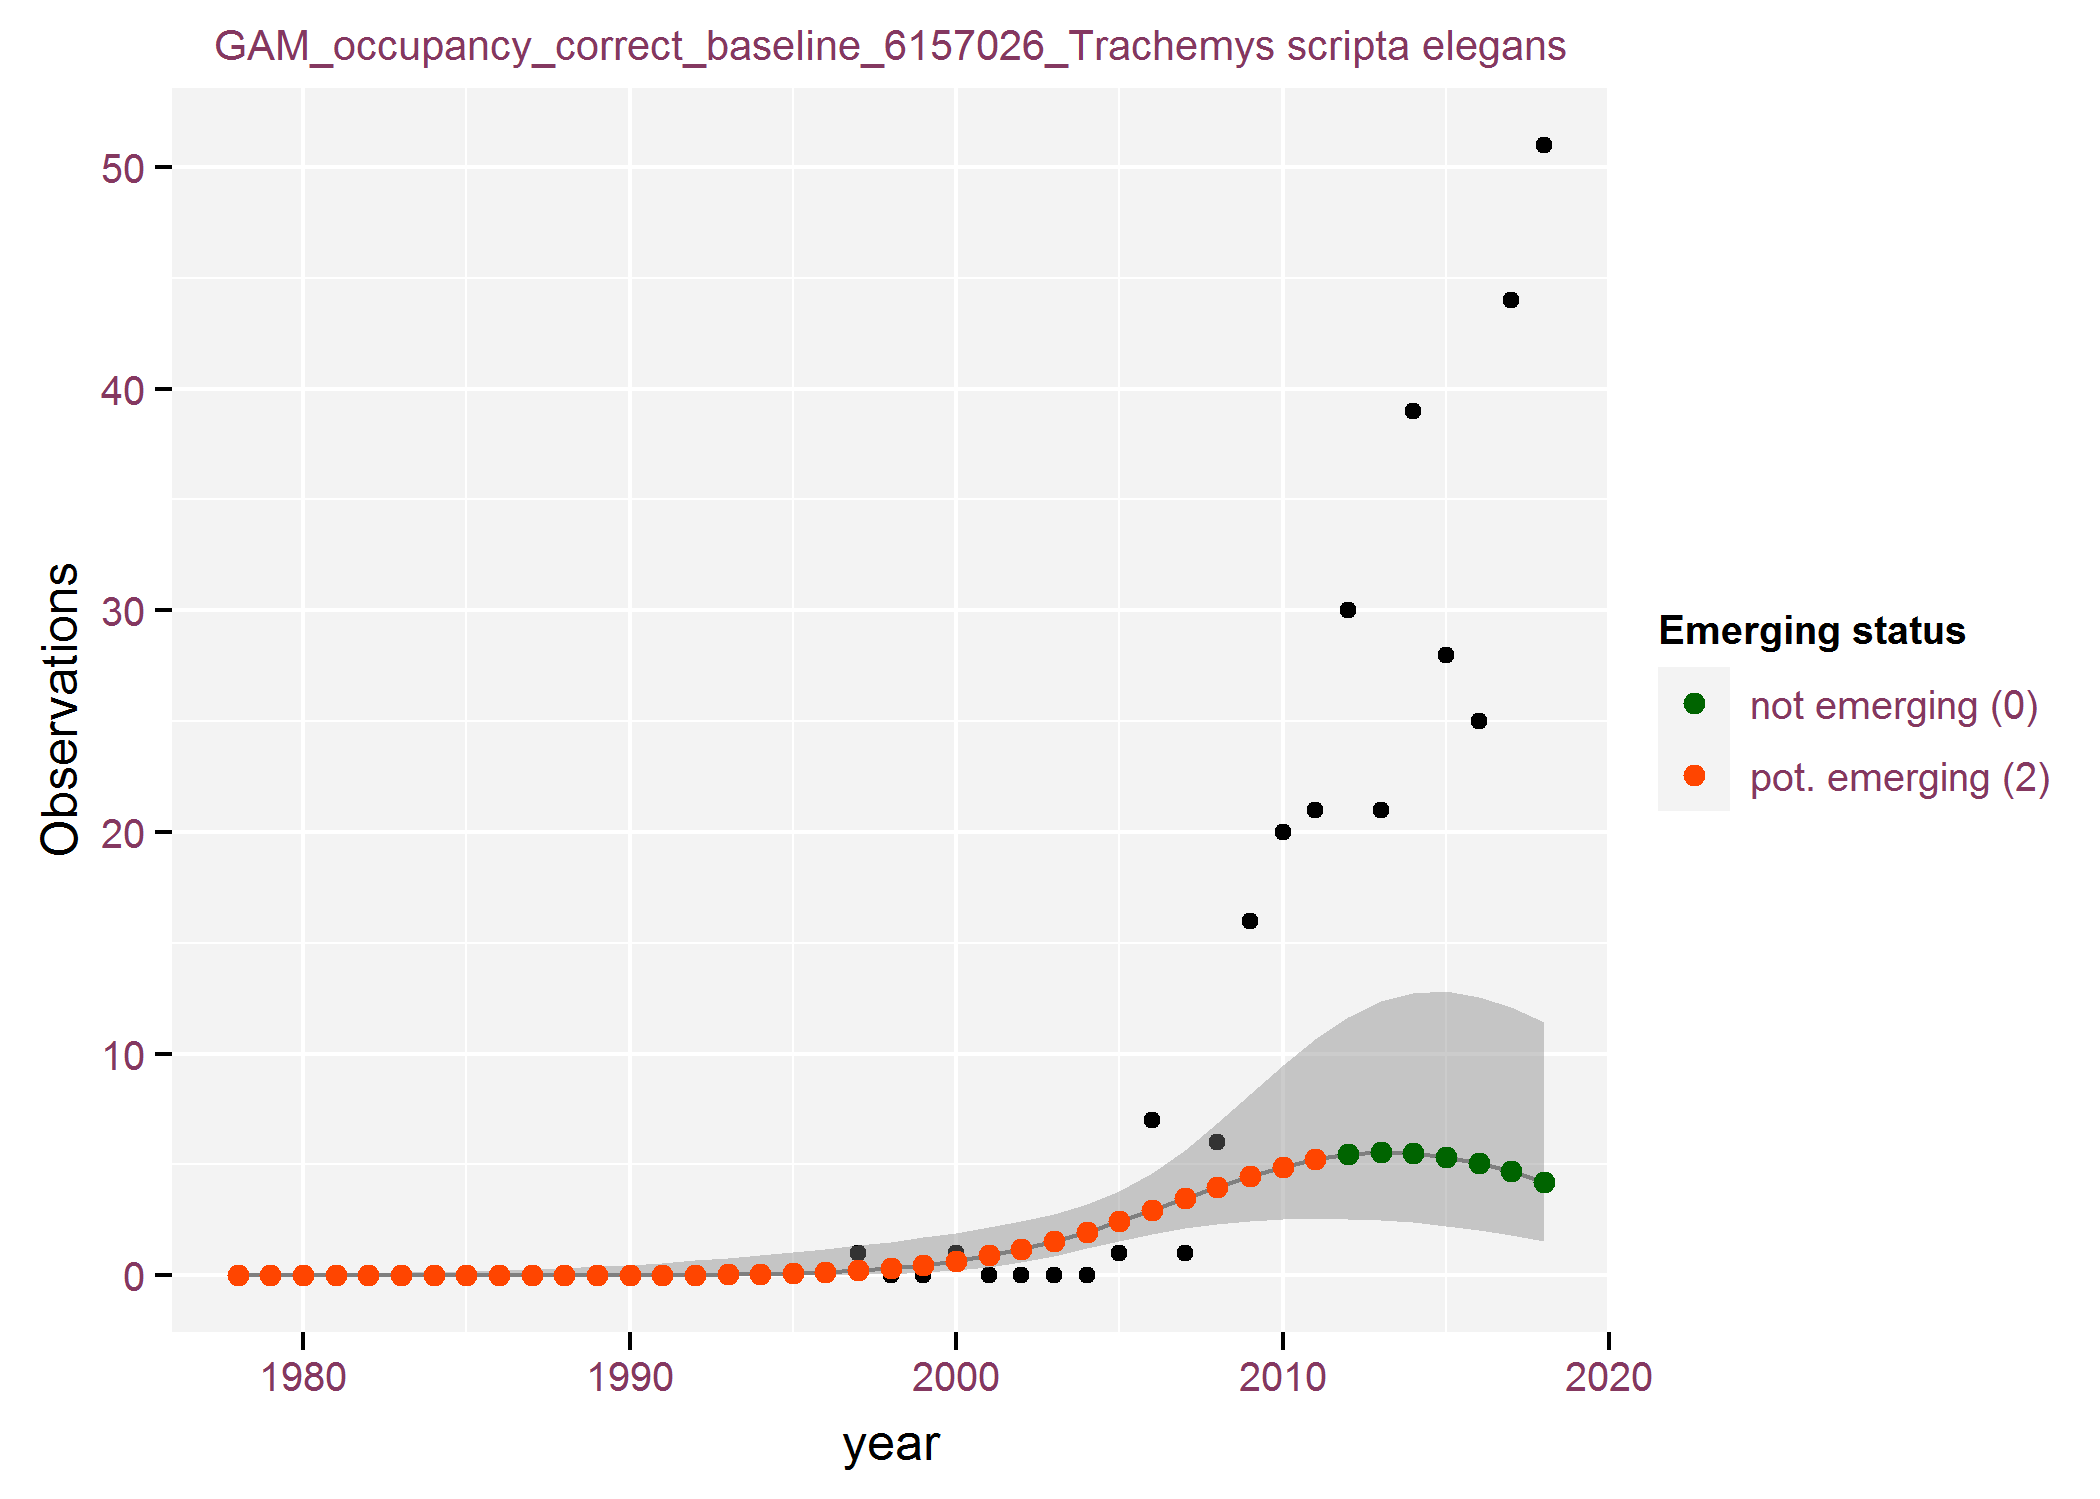 GAM_occupancy_correct_baseline_6157026_Trachemys scripta elegans
50
40
30
20
10
0
Observations
1980 1990 2000 2010 2020
year
Emerging status
not emerging (0)
pot. emerging (2)